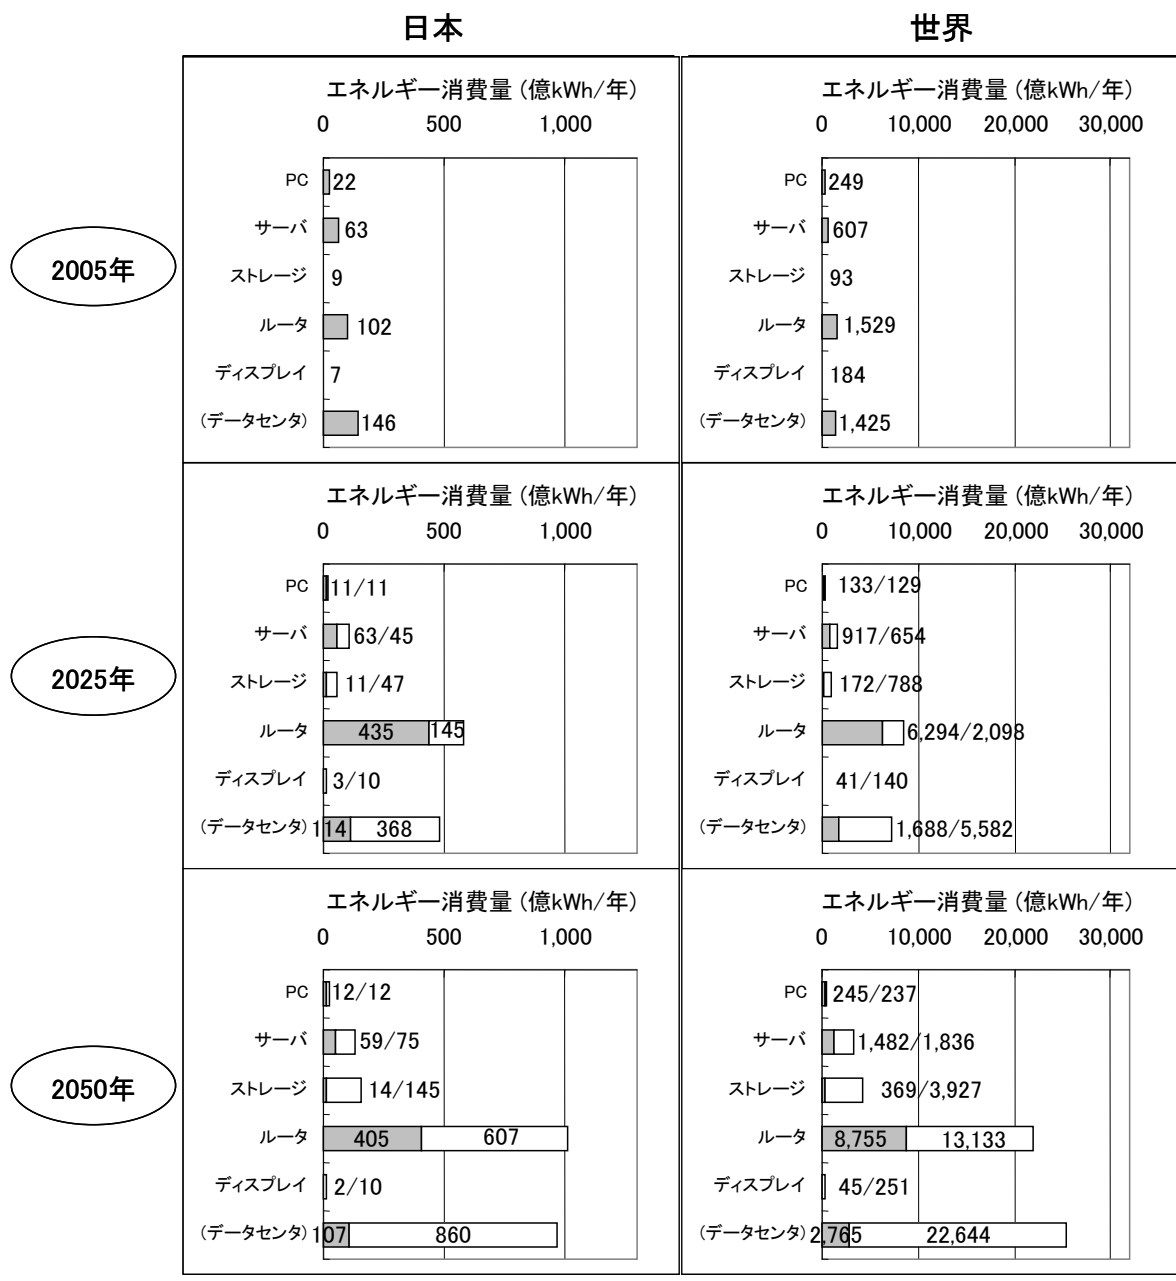 日本
世界
エネルギー消費量 (億kWh/年)
0 500 1,000
PC 22
サーバ 63
ストレージ 9
ルータ 102
ディスプレイ 7
(データセンタ) 146
エネルギー消費量 (億kWh/年)
0 10,000 20,000 30,000
PC 249
サーバ 607
ストレージ 93
ルータ 1,529
ディスプレイ 184
(データセンタ) 1,425
2005年
エネルギー消費量 (億kWh/年)
0 500 1,000
PC 11/11
サーバ 63/45
ストレージ 11/47
ルータ 435 145
ディスプレイ 3/10
(データセンタ) 114 368
エネルギー消費量 (億kWh/年)
0 10,000 20,000 30,000
PC 133/129
サーバ 917/654
ストレージ 172/788
ルータ 6,294/2,098
ディスプレイ 41/140
(データセンタ) 1,688/5,582
2025年
エネルギー消費量 (億kWh/年)
0 500 1,000
PC 12/12
サーバ 59/75
ストレージ 14/145
ルータ 405 607
ディスプレイ 2/10
(データセンタ) 107 860
エネルギー消費量 (億kWh/年)
0 10,000 20,000 30,000
PC 245/237
サーバ 1,482/1,836
ストレージ 369/3,927
ルータ 8,755 13,133
ディスプレイ 45/251
(データセンタ) 2,765 22,644
2050年